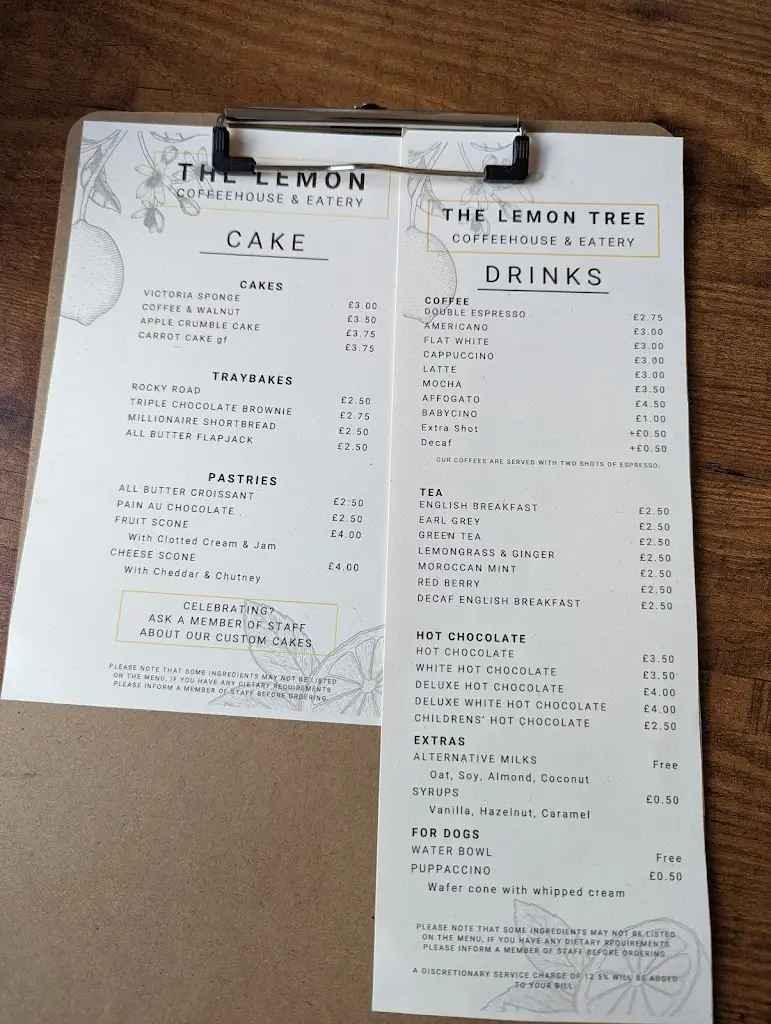 THE LEMON
COFFEEHOUSE & EATERY
CAKE
CAKES
VICTORIA SPONGE £3.00
COFFEE & WALNUT £3.50
APPLE CRUMBLE CAKE £3.75
CARROT CAKE gf £3.75
TRAYBAKES
ROCKY ROAD £2.50
TRIPLE CHOCOLATE BROWNIE £2.75
MILLIONAIRE SHORTBREAD £2.50
ALL BUTTER FLAPJACK £2.50
PASTRIES
ALL BUTTER CROISSANT £2.50
PAIN AU CHOCOLATE £2.50
FRUIT SCONE £4.00
With Clotted Cream & Jam
CHEESE SCONE £4.00
With Cheddar & Chutney
CELEBRATING?
ASK A MEMBER OF STAFF
ABOUT OUR CUSTOM CAKES
PLEASE NOTE THAT SOME INGREDIENTS MAY NOT BE LISTED
ON THE MENU, IF YOU HAVE ANY DIETARY REQUIREMENTS
PLEASE INFORM A MEMBER OF STAFF BEFORE ORDERING
THE LEMON TREE
COFFEEHOUSE & EATERY
DRINKS
COFFEE
DOUBLE ESPRESSO £2.75
AMERICANO £3.00
FLAT WHITE £3.00
CAPPUCCINO £3.00
LATTE £3.00
MOCHA £3.50
AFFOGATO £4.50
BABYCINO £1.00
Extra Shot +£0.50
Decaf +£0.50
OUR COFFEES ARE SERVED WITH TWO SHOTS OF ESPRESSO.
TEA
ENGLISH BREAKFAST £2.50
EARL GREY £2.50
GREEN TEA £2.50
LEMONGRASS & GINGER £2.50
MOROCCAN MINT £2.50
RED BERRY £2.50
DECAF ENGLISH BREAKFAST £2.50
HOT CHOCOLATE
HOT CHOCOLATE £3.50
WHITE HOT CHOCOLATE £3.50
DELUXE HOT CHOCOLATE £4.00
DELUXE WHITE HOT CHOCOLATE £4.00
CHILDRENS' HOT CHOCOLATE £2.50
EXTRAS
ALTERNATIVE MILKS Free
Oat, Soy, Almond, Coconut
SYRUPS £0.50
Vanilla, Hazelnut, Caramel
FOR DOGS
WATER BOWL Free
PUPPACCINO £0.50
Wafer cone with whipped cream
PLEASE NOTE THAT SOME INGREDIENTS MAY NOT BE LISTED
ON THE MENU, IF YOU HAVE ANY DIETARY REQUIREMENTS
PLEASE INFORM A MEMBER OF STAFF BEFORE ORDERING
A DISCRETIONARY SERVICE CHARGE OF 12.5% WILL BE ADDED
TO YOUR BILL